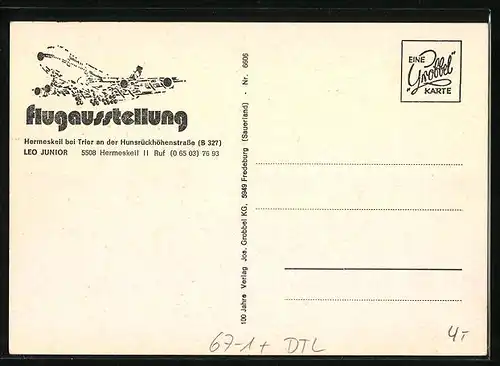 flugausstellung
Hermeskeil bei Trier an der Hunsrückhöhenstraße (B 327)
LEO JUNIOR 5508 Hermeskeil II Ruf (0 65 03) 76 93
100 Jahre Verlag Jos. Grobbel KG, 5949 Fredeburg (Sauerland) - Nr. 6606
EINE
"Grobbel"
KARTE
67-1+ DTL
4,-